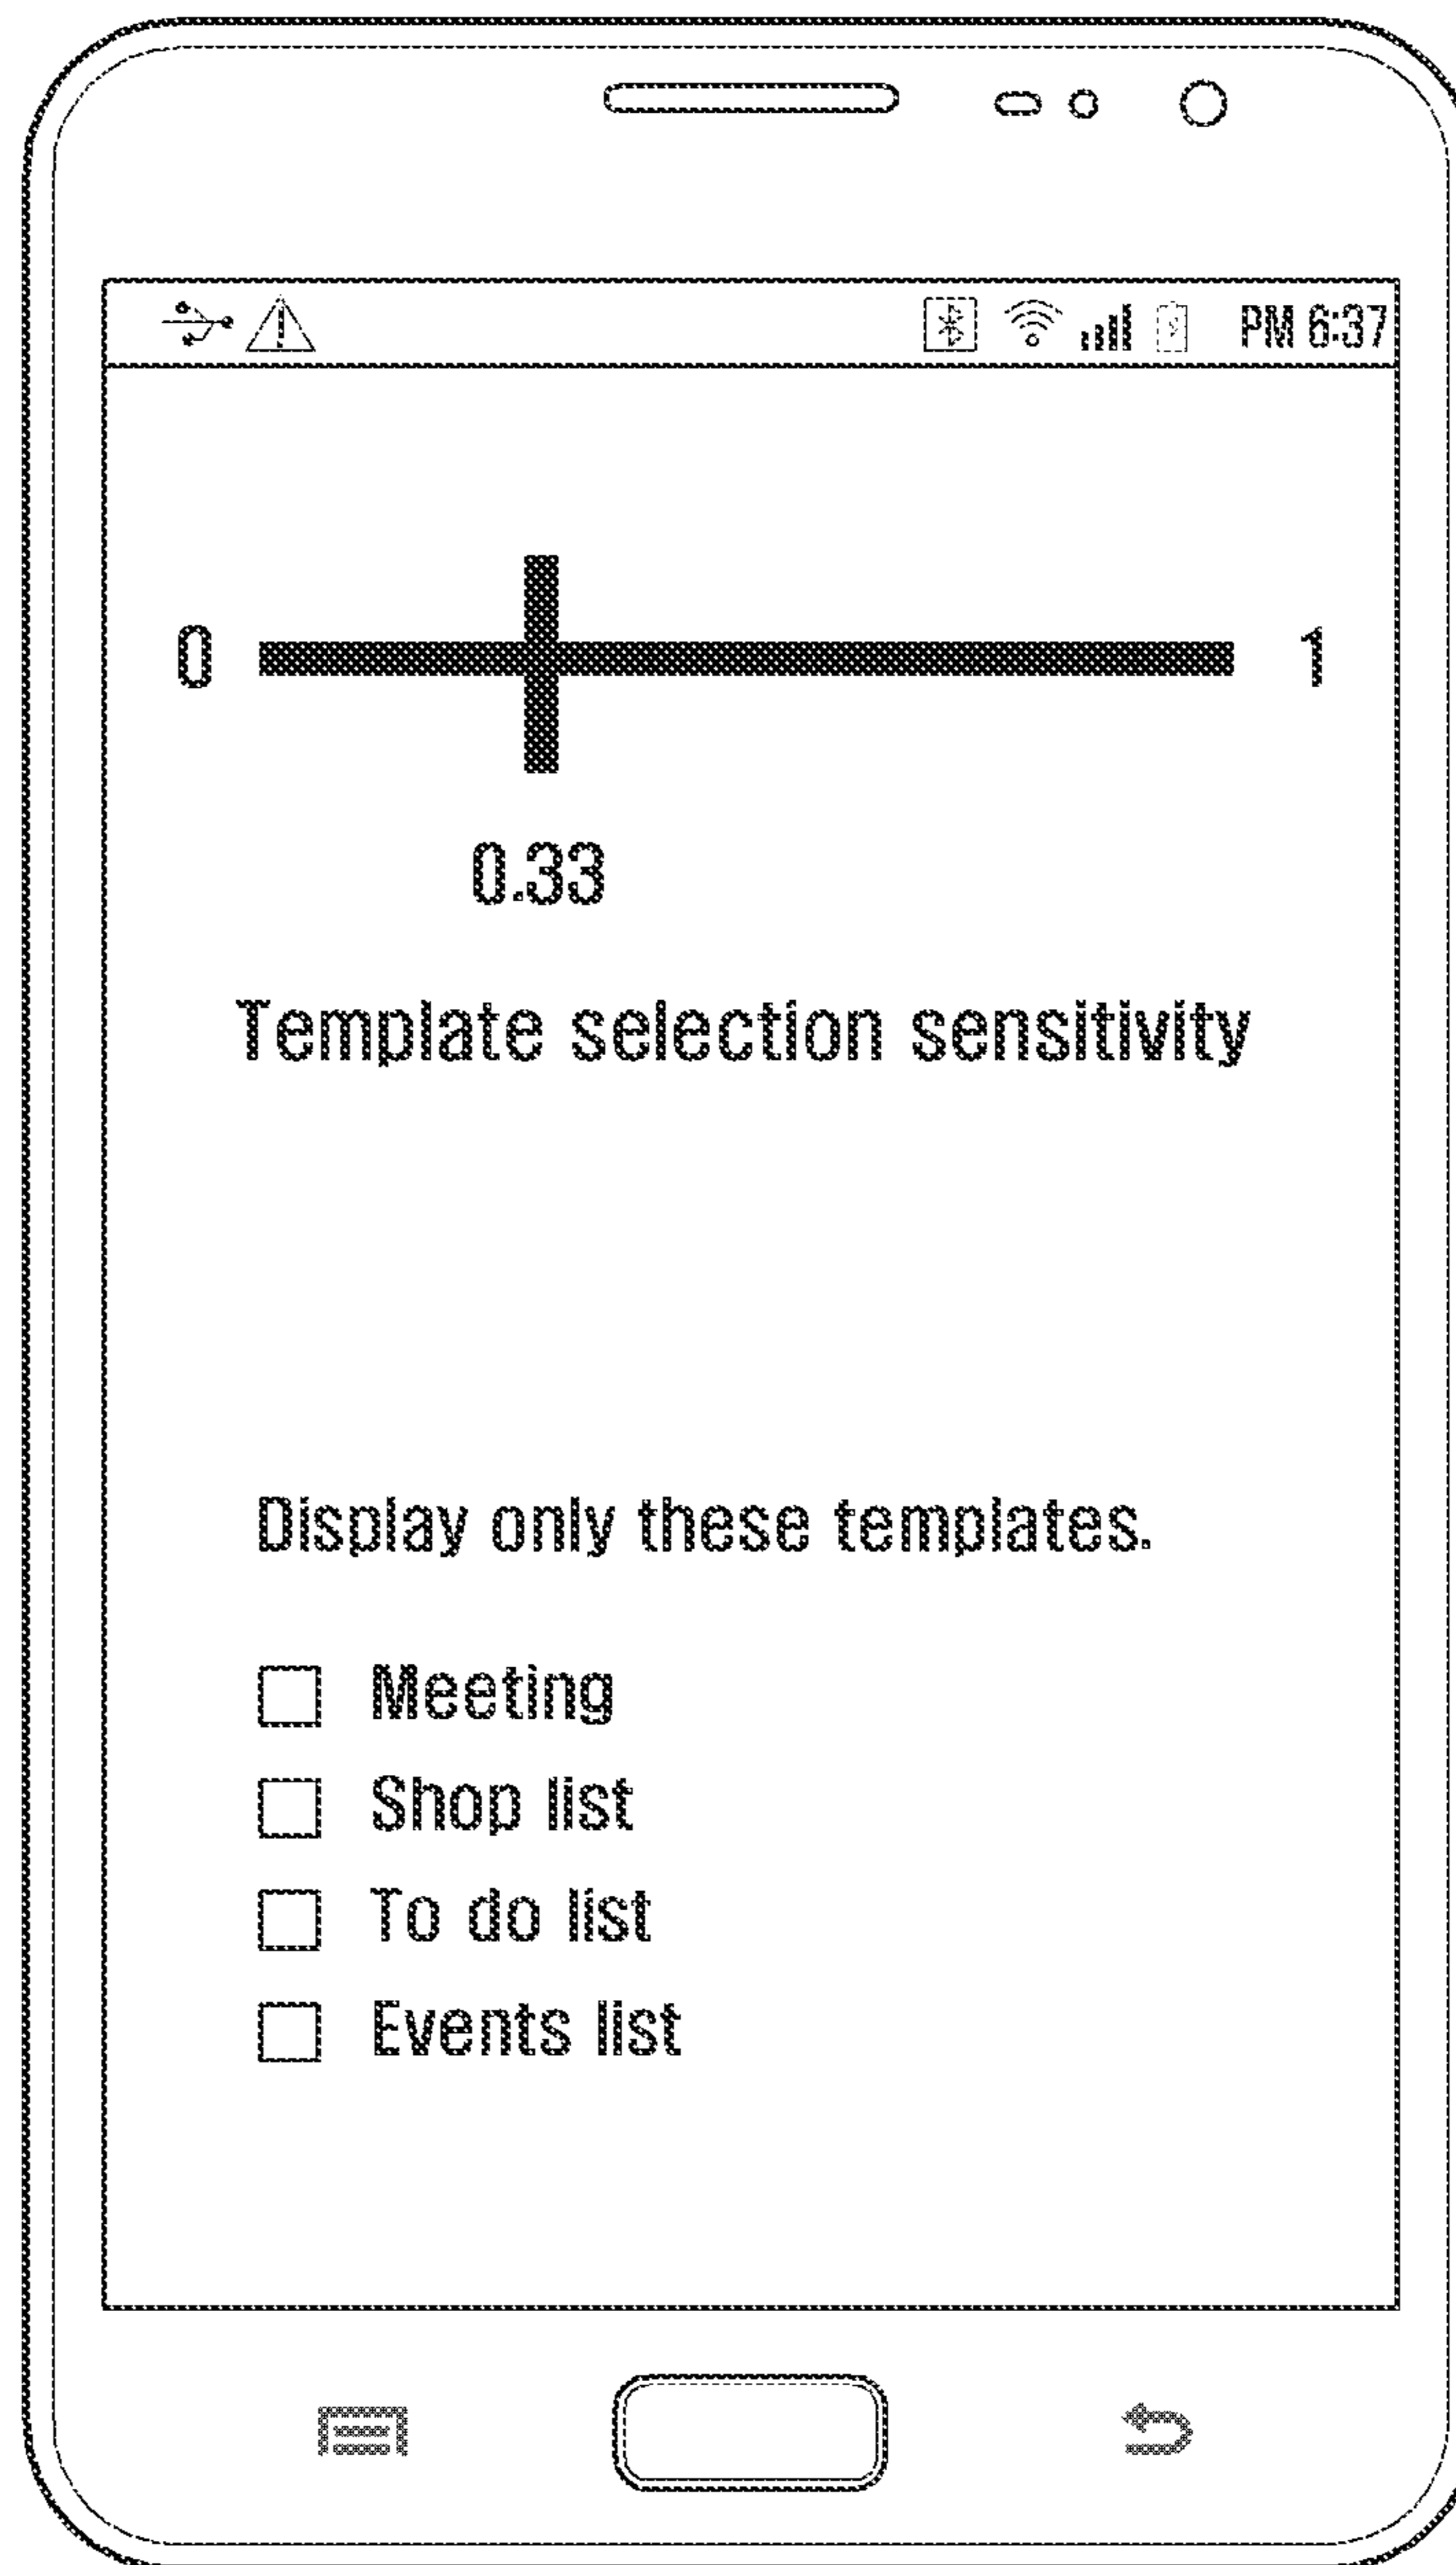 PM 6:37
0 1
0.33
Template selection sensitivity
Display only these templates.
Meeting
Shop list
To do list
Events list